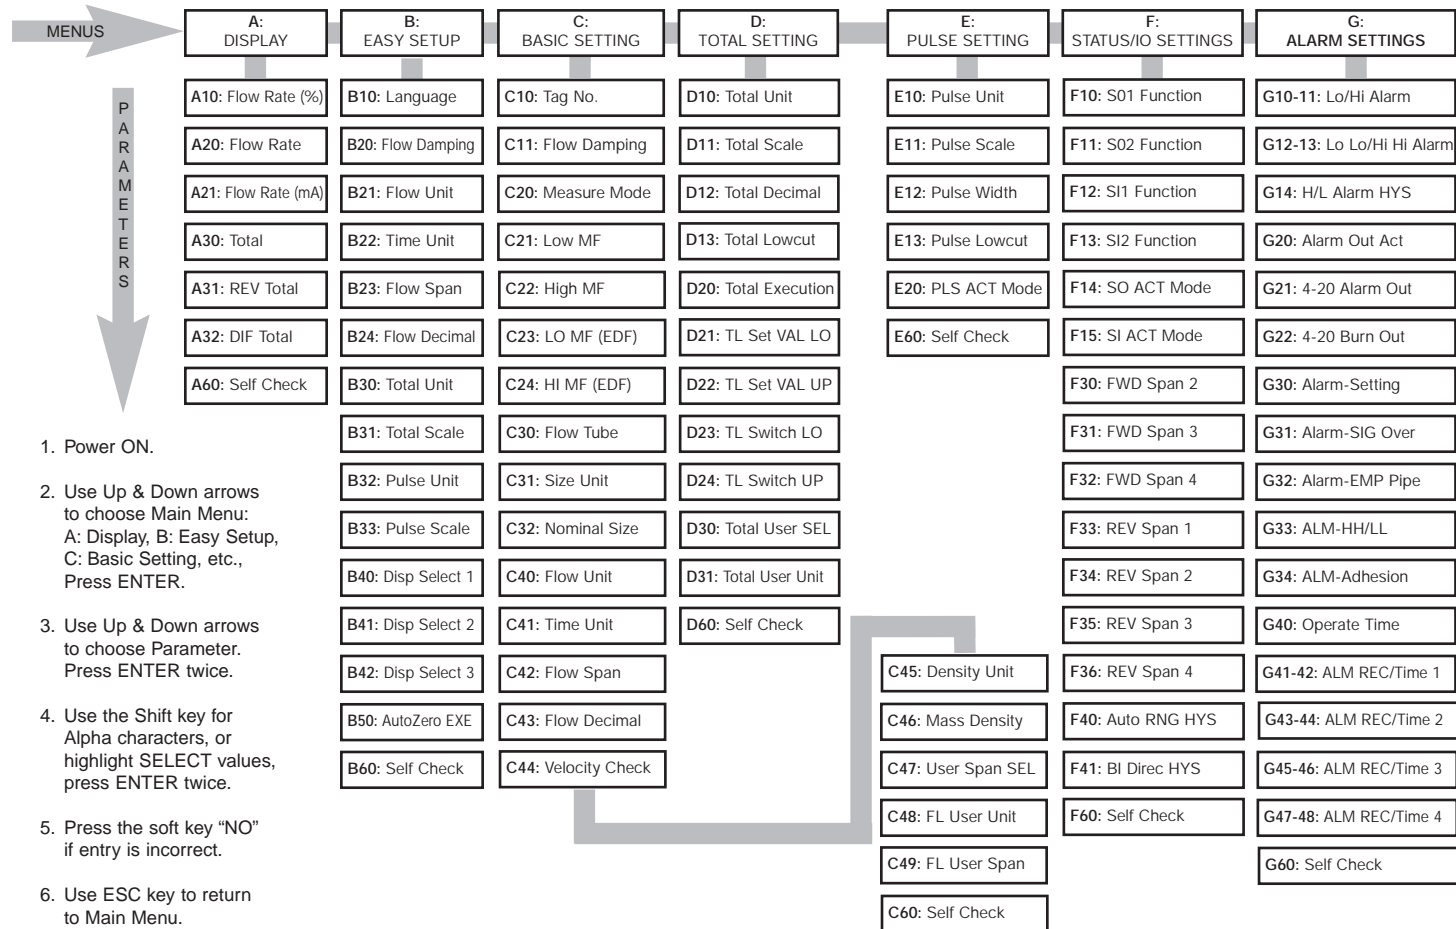 MENUS
A:
DISPLAY
B:
EASY SETUP
C:
BASIC SETTING
D:
TOTAL SETTING
E:
PULSE SETTING
F:
STATUS/IO SETTINGS
G:
ALARM SETTINGS
PARAMETERS
A10: Flow Rate (%)
A20: Flow Rate
A21: Flow Rate (mA)
A30: Total
A31: REV Total
A32: DIF Total
A60: Self Check
B10: Language
B20: Flow Damping
B21: Flow Unit
B22: Time Unit
B23: Flow Span
B24: Flow Decimal
B30: Total Unit
B31: Total Scale
B32: Pulse Unit
B33: Pulse Scale
B40: Disp Select 1
B41: Disp Select 2
B42: Disp Select 3
B50: AutoZero EXE
B60: Self Check
C10: Tag No.
C11: Flow Damping
C20: Measure Mode
C21: Low MF
C22: High MF
C23: LO MF (EDF)
C24: HI MF (EDF)
C30: Flow Tube
C31: Size Unit
C32: Nominal Size
C40: Flow Unit
C41: Time Unit
C42: Flow Span
C43: Flow Decimal
C44: Velocity Check
D10: Total Unit
D11: Total Scale
D12: Total Decimal
D13: Total Lowcut
D20: Total Execution
D21: TL Set VAL LO
D22: TL Set VAL UP
D23: TL Switch LO
D24: TL Switch UP
D30: Total User SEL
D31: Total User Unit
D60: Self Check
E10: Pulse Unit
E11: Pulse Scale
E12: Pulse Width
E13: Pulse Lowcut
E20: PLS ACT Mode
E60: Self Check
C45: Density Unit
C46: Mass Density
C47: User Span SEL
C48: FL User Unit
C49: FL User Span
C60: Self Check
F10: S01 Function
F11: S02 Function
F12: SI1 Function
F13: SI2 Function
F14: SO ACT Mode
F15: SI ACT Mode
F30: FWD Span 2
F31: FWD Span 3
F32: FWD Span 4
F33: REV Span 1
F34: REV Span 2
F35: REV Span 3
F36: REV Span 4
F40: Auto RNG HYS
F41: BI Direc HYS
F60: Self Check
G10-11: Lo/Hi Alarm
G12-13: Lo Lo/Hi Hi Alarm
G14: H/L Alarm HYS
G20: Alarm Out Act
G21: 4-20 Alarm Out
G22: 4-20 Burn Out
G30: Alarm-Setting
G31: Alarm-SIG Over
G32: Alarm-EMP Pipe
G33: ALM-HH/LL
G34: ALM-Adhesion
G40: Operate Time
G41-42: ALM REC/Time 1
G43-44: ALM REC/Time 2
G45-46: ALM REC/Time 3
G47-48: ALM REC/Time 4
G60: Self Check
1. Power ON.
2. Use Up & Down arrows
to choose Main Menu:
A: Display, B: Easy Setup,
C: Basic Setting, etc.,
Press ENTER.
3. Use Up & Down arrows
to choose Parameter.
Press ENTER twice.
4. Use the Shift key for
Alpha characters, or
highlight SELECT values,
press ENTER twice.
5. Press the soft key “NO”
if entry is incorrect.
6. Use ESC key to return
to Main Menu.